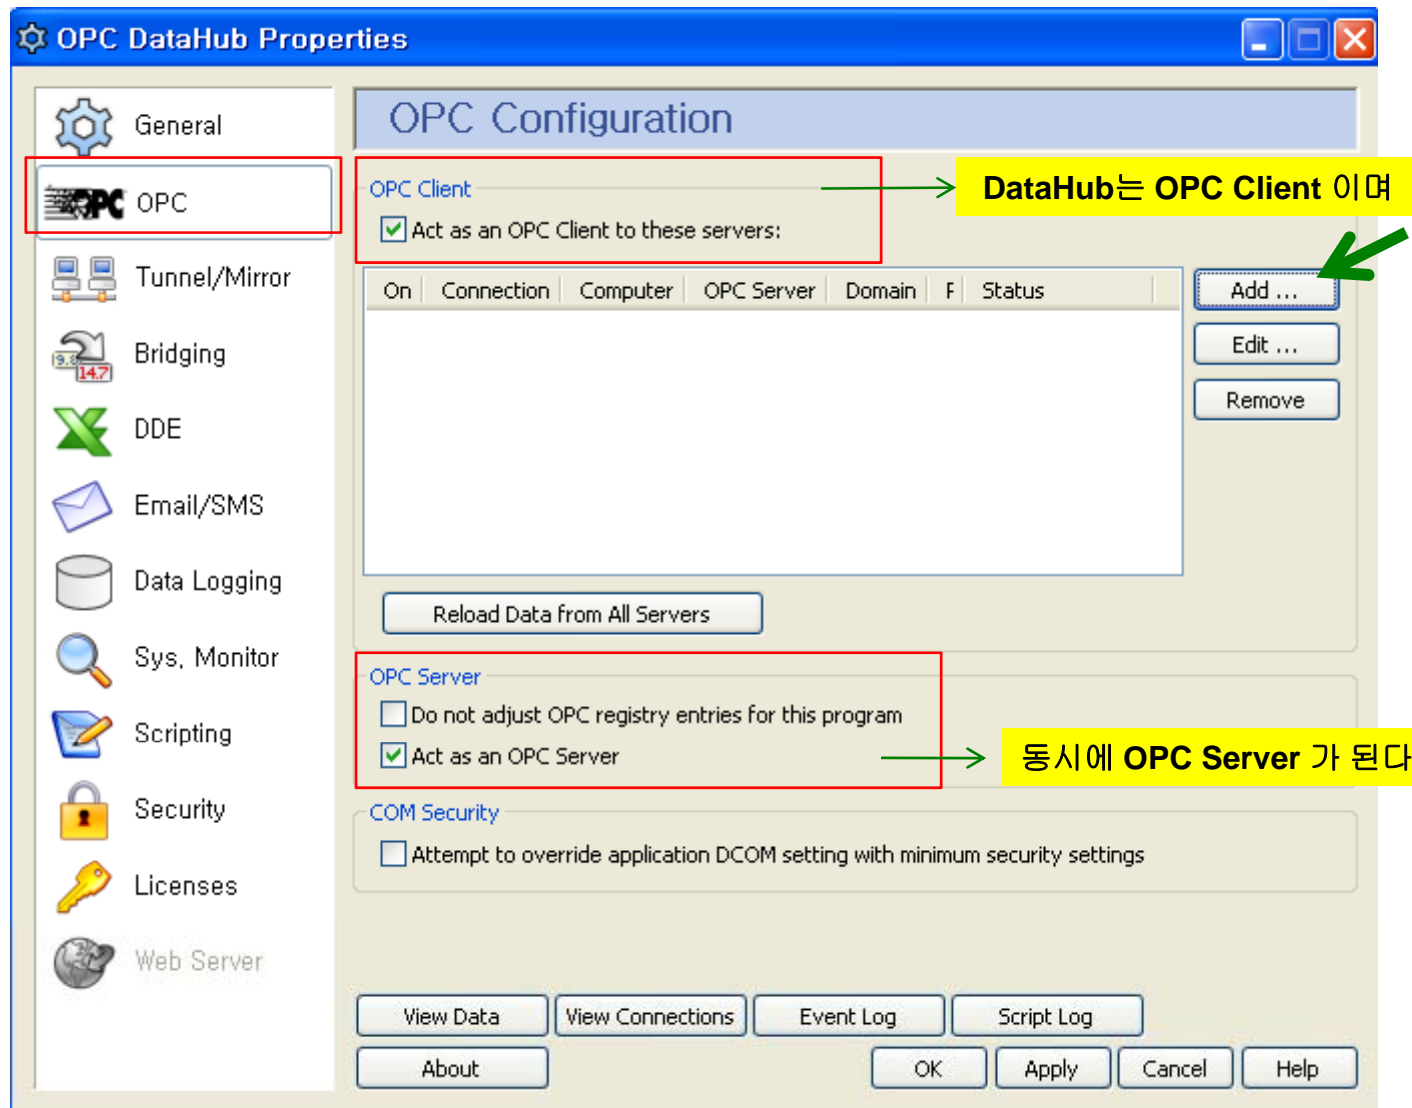 OPC DataHub Properties
General
OPC
Tunnel/Mirror
9.8
14.7
Bridging
DDE
Email/SMS
Data Logging
Sys, Monitor
Scripting
Security
Licenses
Web Server
OPC Configuration
OPC Client
DataHub는 OPC Client 이며
Act as an OPC Client to these servers:
On Connection Computer OPC Server Domain F Status
Add ...
Edit ...
Remove
Reload Data from All Servers
OPC Server
Do not adjust OPC registry entries for this program
Act as an OPC Server
동시에 OPC Server 가 된다
COM Security
Attempt to override application DCOM setting with minimum security settings
View Data View Connections Event Log Script Log
About OK Apply Cancel Help